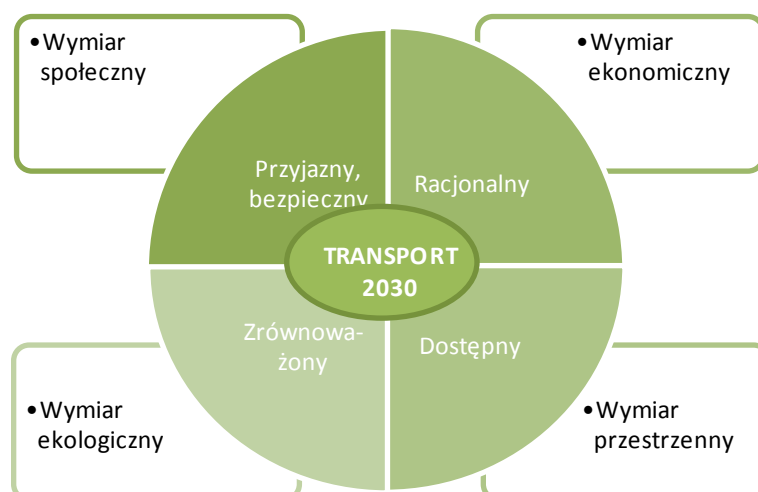 •Wymiar
społeczny
•Wymiar
ekonomiczny
Przyjazny,
bezpieczny
Racjonalny
TRANSPORT
2030
Zrównowa-
żony
Dostępny
•Wymiar
ekologiczny
•Wymiar
przestrzenny